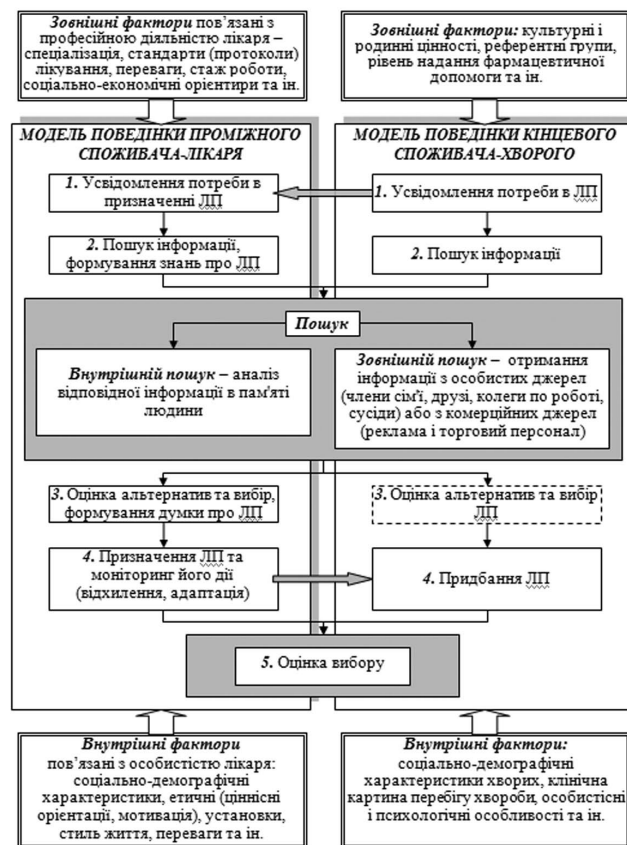 Зовнішні фактори пов'язані з
професійною діяльністю лікаря –
спеціалізація, стандарти (протоколи)
лікування, переваги, стаж роботи,
соціально-економічні орієнтири та ін.
Зовнішні фактори: культурні і
родинні цінності, референтні групи,
рівень надання фармацевтичної
допомоги та ін.
МОДЕЛЬ ПОВЕДІНКИ ПРОМІЖНОГО
СПОЖИВАЧА-ЛІКАРЯ
МОДЕЛЬ ПОВЕДІНКИ КІНЦЕВОГО
СПОЖИВАЧА-ХВОРОГО
1. Усвідомлення потреби в
призначенні ЛП
1. Усвідомлення потреби в ЛП
2. Пошук інформації,
формування знань про ЛП
2. Пошук інформації
Пошук
Внутрішній пошук – аналіз
відповідної інформації в пам'яті
людини
Зовнішній пошук – отримання
інформації з особистих джерел
(члени сім'ї, друзі, колеги по роботі,
сусіди) або з комерційних джерел
(реклама і торговий персонал)
3. Оцінка альтернатив та вибір,
формування думки про ЛП
3. Оцінка альтернатив та вибір
ЛП
4. Призначення ЛП та
моніторинг його дії
(відхилення, адаптація)
4. Придбання ЛП
5. Оцінка вибору
Внутрішні фактори
пов'язані з особистістю лікаря:
соціально-демографічні
характеристики, етичні (ціннісні
орієнтації, мотивація), установки,
стиль життя, переваги та ін.
Внутрішні фактори:
соціально-демографічні
характеристики хворих, клінічна
картина перебігу хвороби, особистісні
і психологічні особливості та ін.